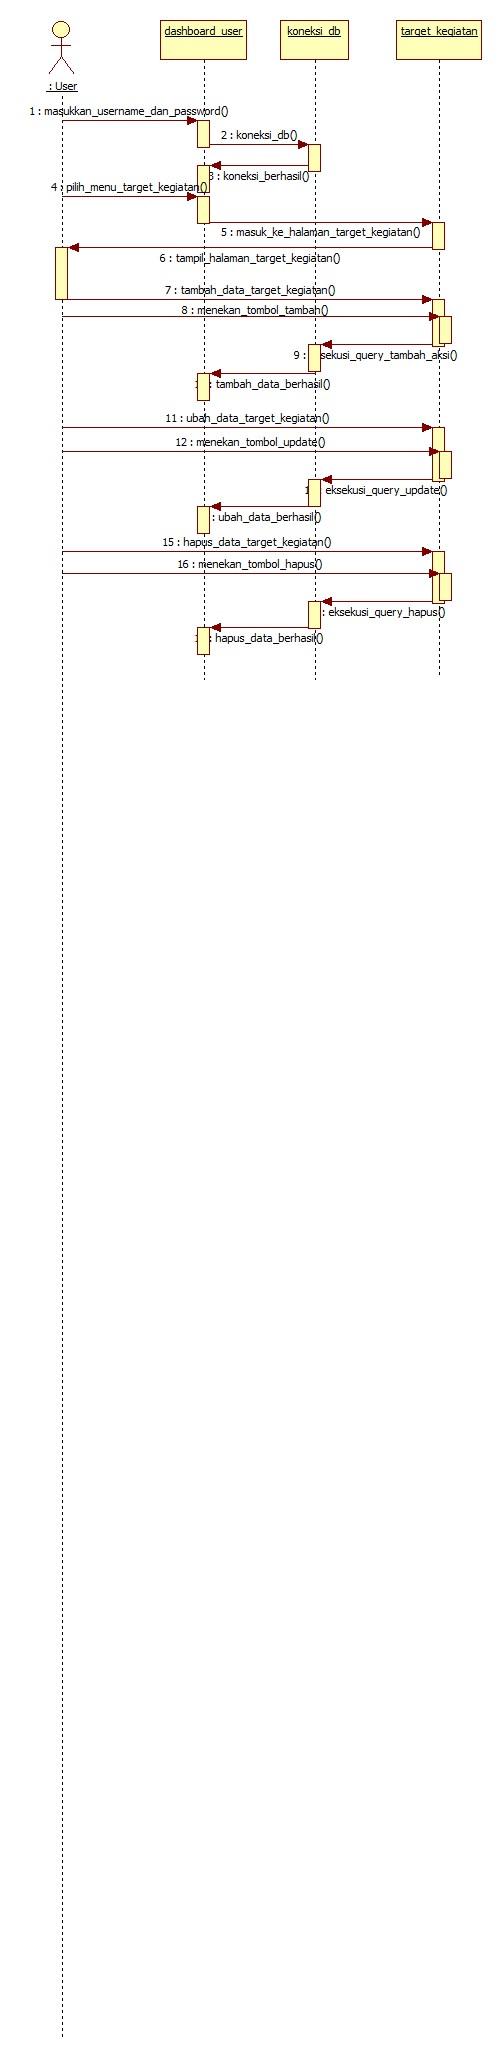 dashboard_user
koneksi_db
target_kegiatan
: User
1 : masukkan_username_dan_password()
2 : koneksi_db()
3 : koneksi_berhasil()
4 : pilih_menu_target_kegiatan()
5 : masuk_ke_halaman_target_kegiatan()
6 : tampil_halaman_target_kegiatan()
7 : tambah_data_target_kegiatan()
8 : menekan_tombol_tambah()
9 : sekusi_query_tambah_aksi()
: tambah_data_berhasil()
11 : ubah_data_target_kegiatan()
12 : menekan_tombol_update()
eksekusi_query_update()
: ubah_data_berhasil()
15 : hapus_data_target_kegiatan()
16 : menekan_tombol_hapus()
: eksekusi_query_hapus()
: hapus_data_berhasil()